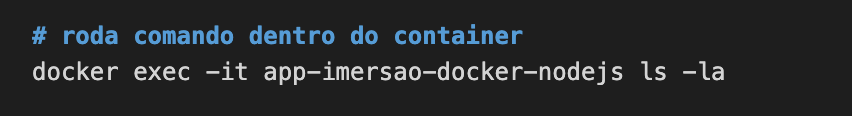 # roda comando dentro do container
docker exec -it app-imersao-docker-nodejs ls -la